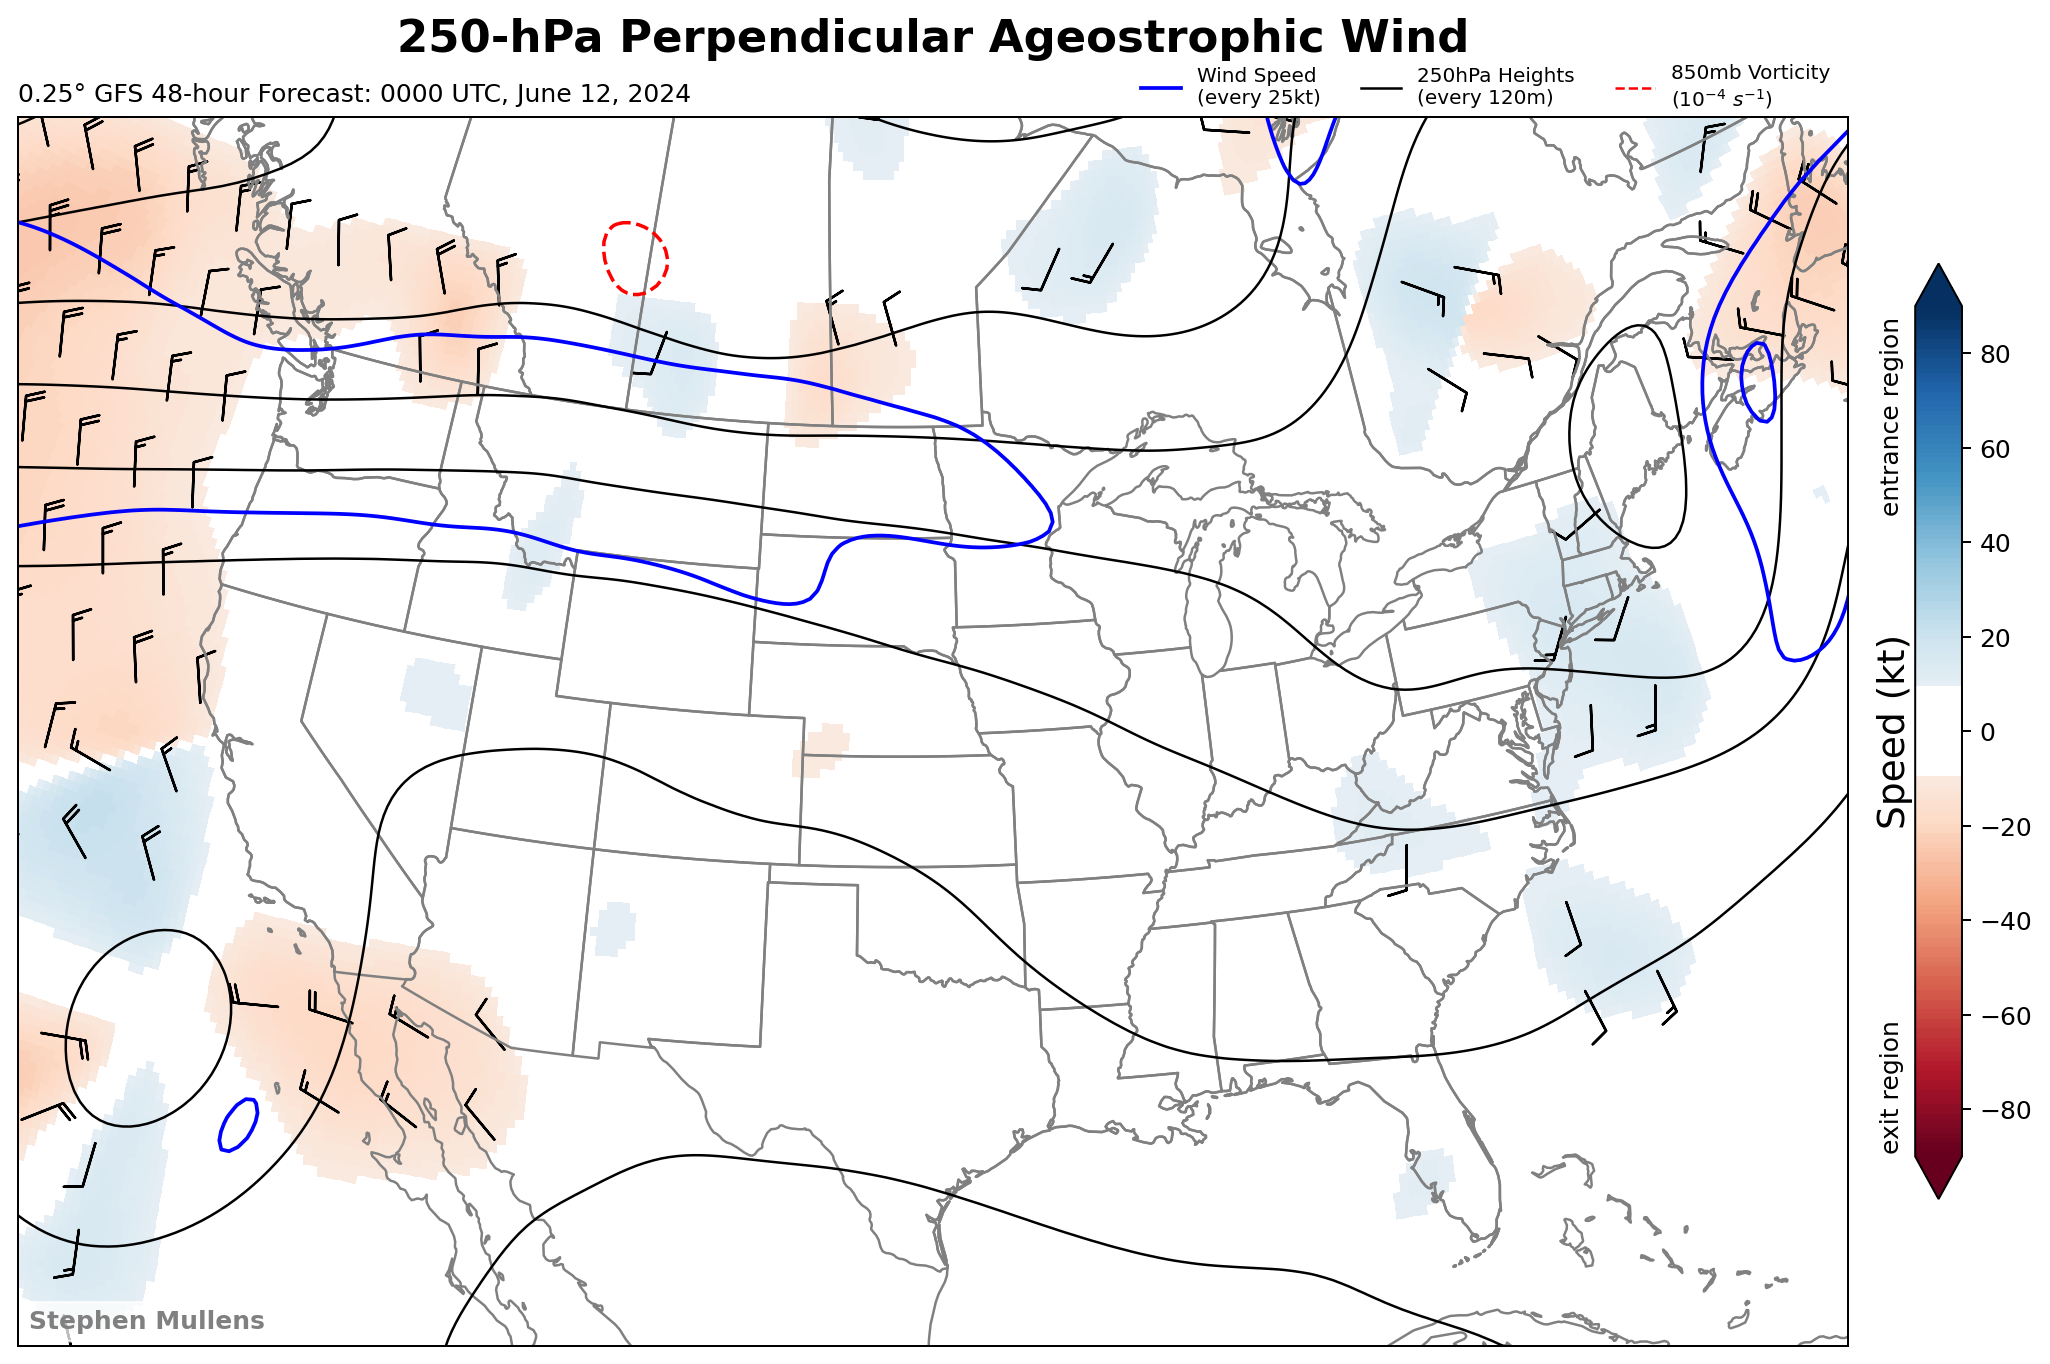 250-hPa Perpendicular Ageostrophic Wind
0.25° GFS 48-hour Forecast: 0000 UTC, June 12, 2024
Wind Speed
(every 25kt)
250hPa Heights
(every 120m)
850mb Vorticity
(10⁻⁴ s⁻¹)
entrance region
exit region
Speed (kt)
80
60
40
20
0
−20
−40
−60
−80
Stephen Mullens